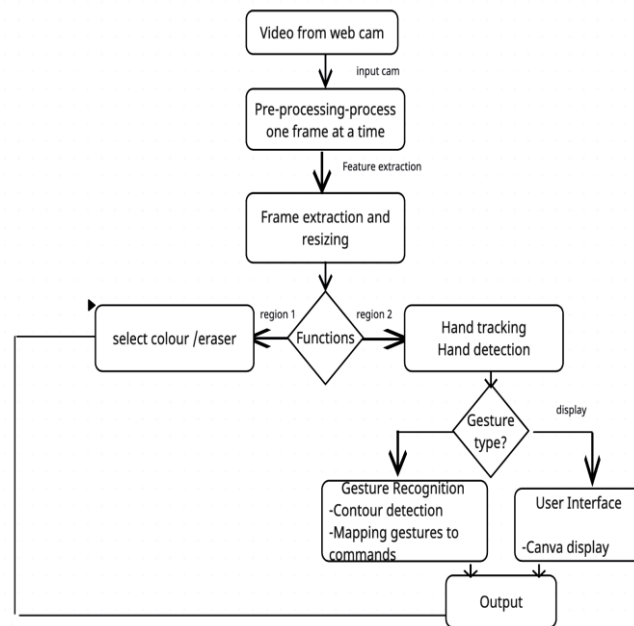 Video from web cam
input cam
Pre-processing-process
one frame at a time
Feature extraction
Frame extraction and
resizing
region 1
region 2
select colour /eraser
Functions
Hand tracking
Hand detection
Gesture
type?
display
Gesture Recognition
-Contour detection
-Mapping gestures to
commands
User Interface
-Canva display
Output